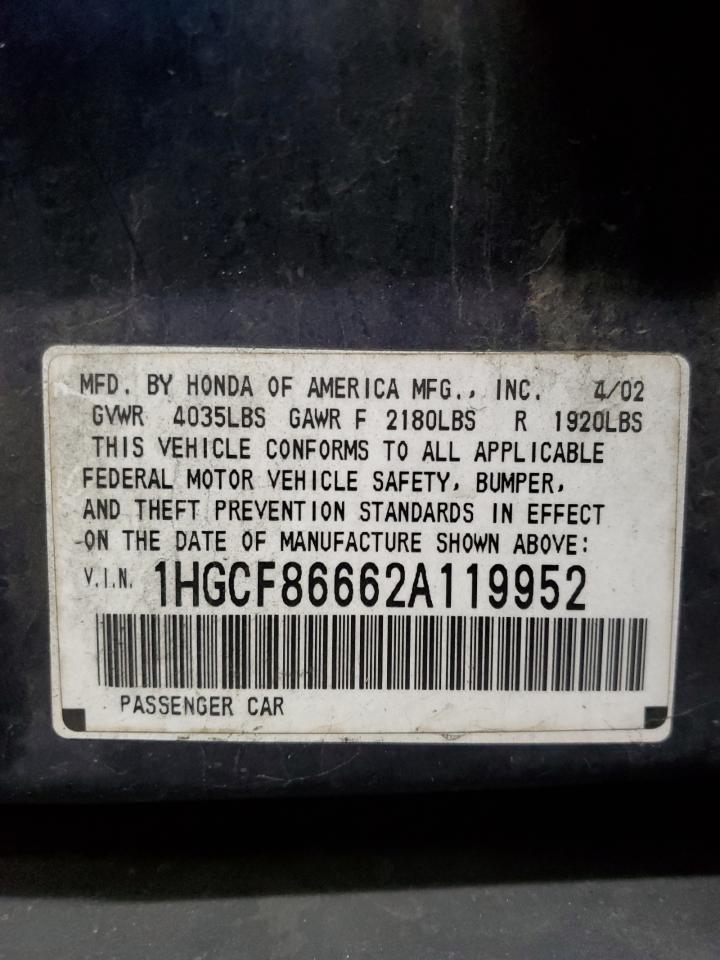 MFD. BY HONDA OF AMERICA MFG., INC. 4/02
GVWR 4035LBS GAWR F 2180LBS R 1920LBS
THIS VEHICLE CONFORMS TO ALL APPLICABLE
FEDERAL MOTOR VEHICLE SAFETY, BUMPER,
AND THEFT PREVENTION STANDARDS IN EFFECT
ON THE DATE OF MANUFACTURE SHOWN ABOVE:
V.I.N. 1HGCF86662A119952
PASSENGER CAR